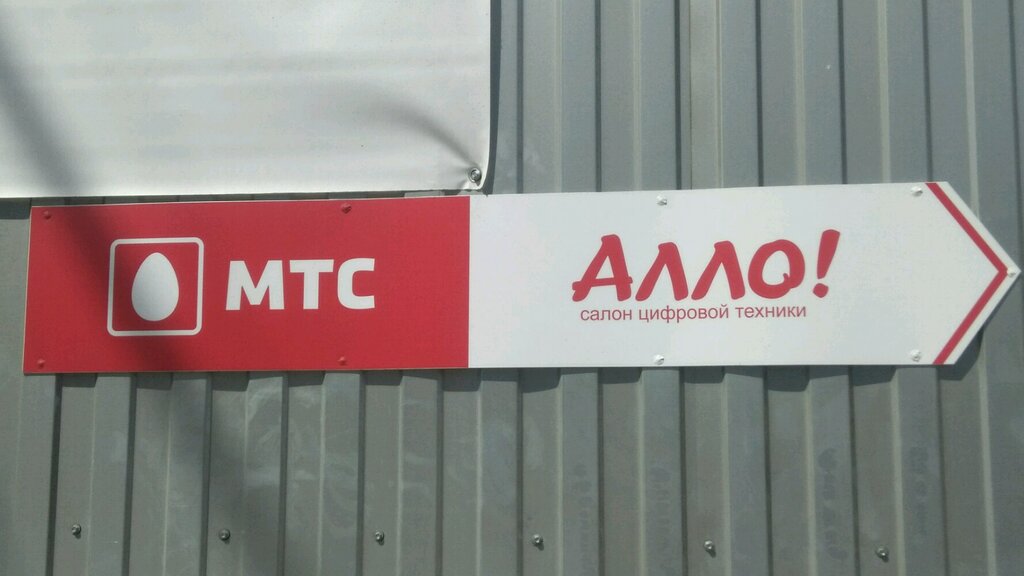 МТС
Алло!
салон цифровой техники